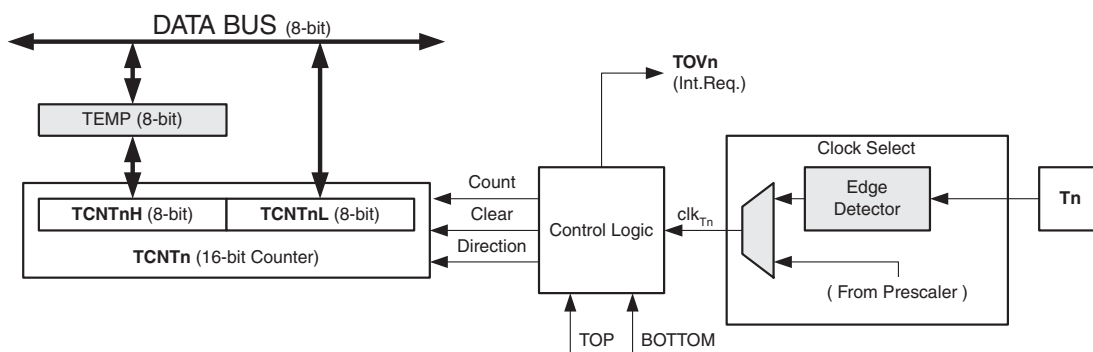 DATA BUS (8-bit)
TOVn
(Int.Req.)
TEMP (8-bit)
Clock Select
Count
Edge
Detector
Tn
TCNTnH (8-bit)
TCNTnL (8-bit)
Clear
Control Logic
clkTn
TCNTn (16-bit Counter)
Direction
( From Prescaler )
TOP
BOTTOM